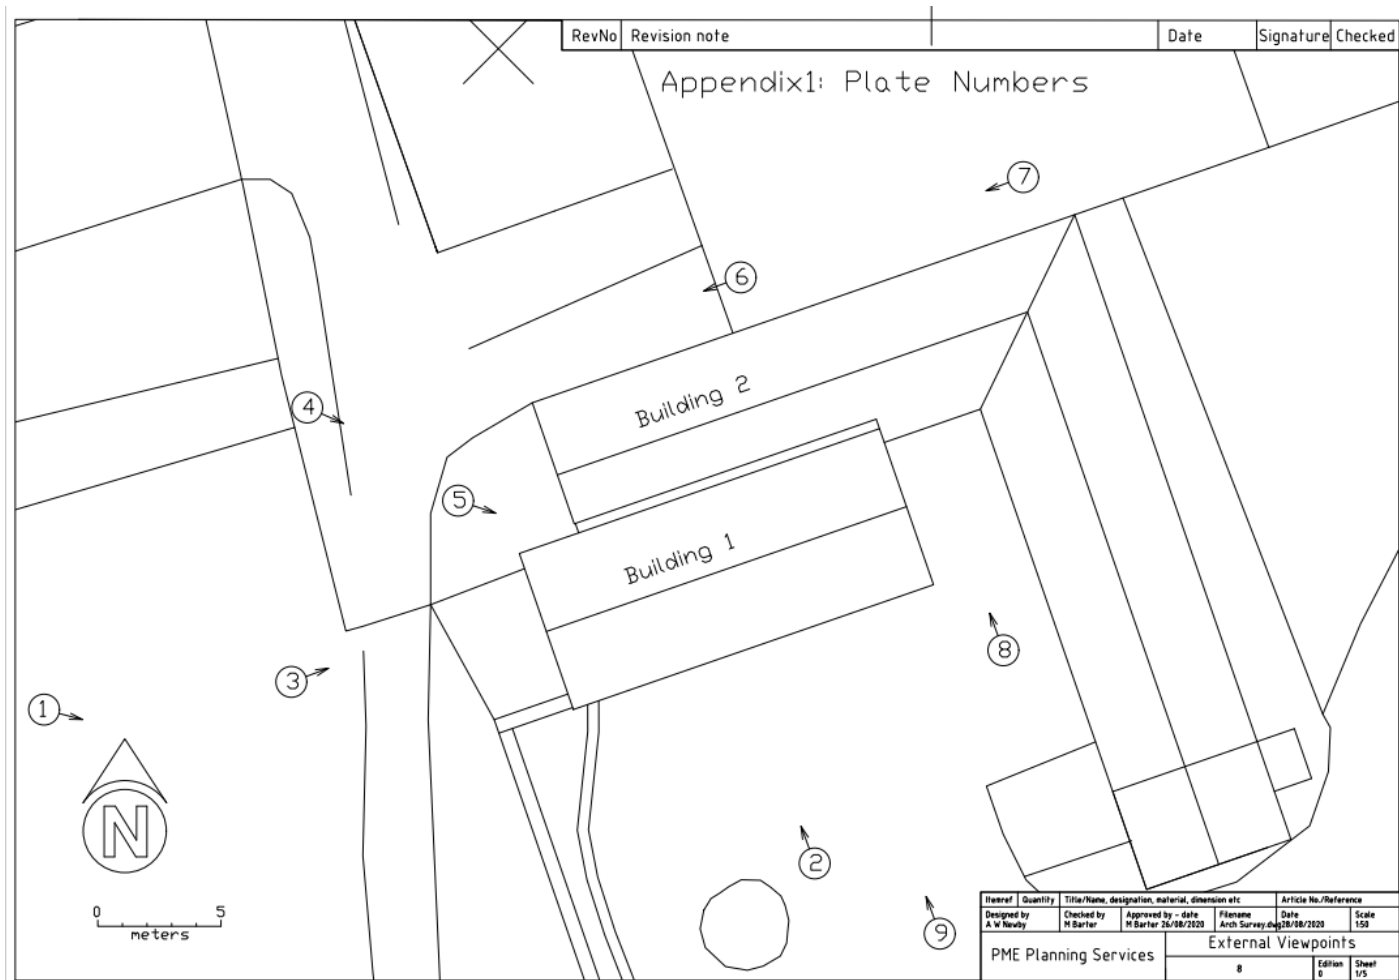 RevNo Revision note Date Signature Checked
Appendix1: Plate Numbers
7
6
Building 2
4
5
Building 1
8
3
1
N
2
0 5
meters
9
Itemref Quantity Title/Name, designation, material, dimension etc Article No./Reference
Designed by Checked by Approved by - date Filename Date Scale
A W Newby M Barter M Barter 26/08/2020 Arch Survey.dwg 28/08/2020 1:50
PME Planning Services External Viewpoints
8 Edition Sheet
0 1/5